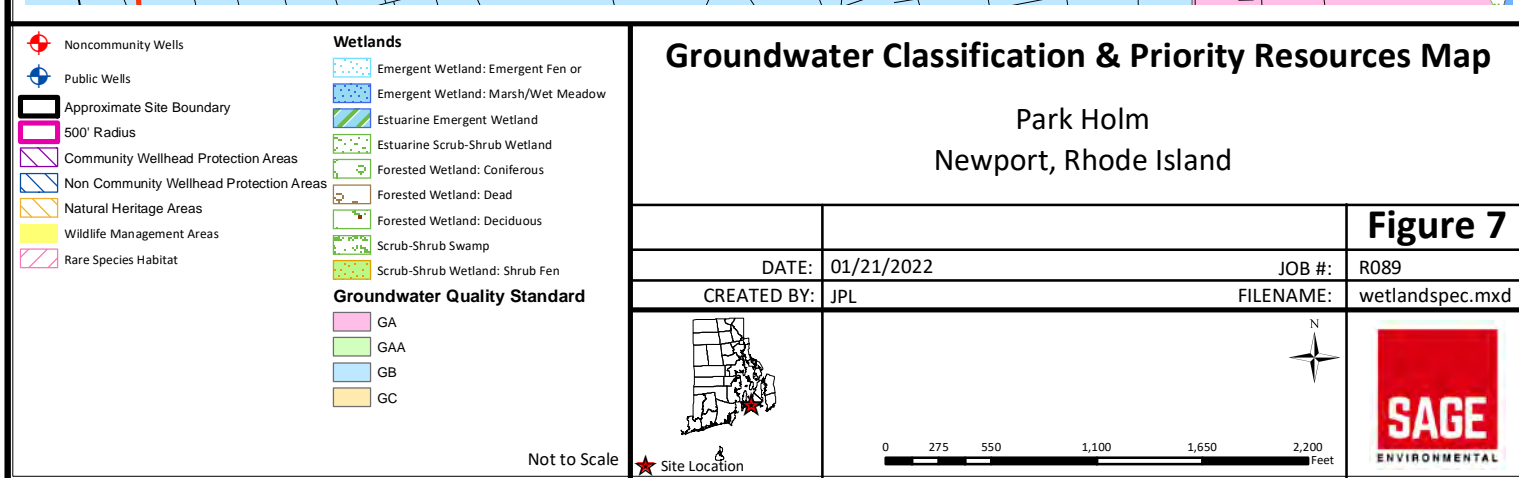 Noncommunity Wells
Public Wells
Approximate Site Boundary
500' Radius
Community Wellhead Protection Areas
Non Community Wellhead Protection Areas
Natural Heritage Areas
Wildlife Management Areas
Rare Species Habitat
Wetlands
Emergent Wetland: Emergent Fen or
Emergent Wetland: Marsh/Wet Meadow
Estuarine Emergent Wetland
Estuarine Scrub-Shrub Wetland
Forested Wetland: Coniferous
Forested Wetland: Dead
Forested Wetland: Deciduous
Scrub-Shrub Swamp
Scrub-Shrub Wetland: Shrub Fen
Groundwater Quality Standard
GA
GAA
GB
GC
Not to Scale
Groundwater Classification & Priority Resources Map
Park Holm
Newport, Rhode Island
Figure 7
DATE: 01/21/2022 JOB #: R089
CREATED BY: JPL FILENAME: wetlandspec.mxd
Site Location
N
0 275 550 1,100 1,650 2,200
Feet
SAGE
ENVIRONMENTAL